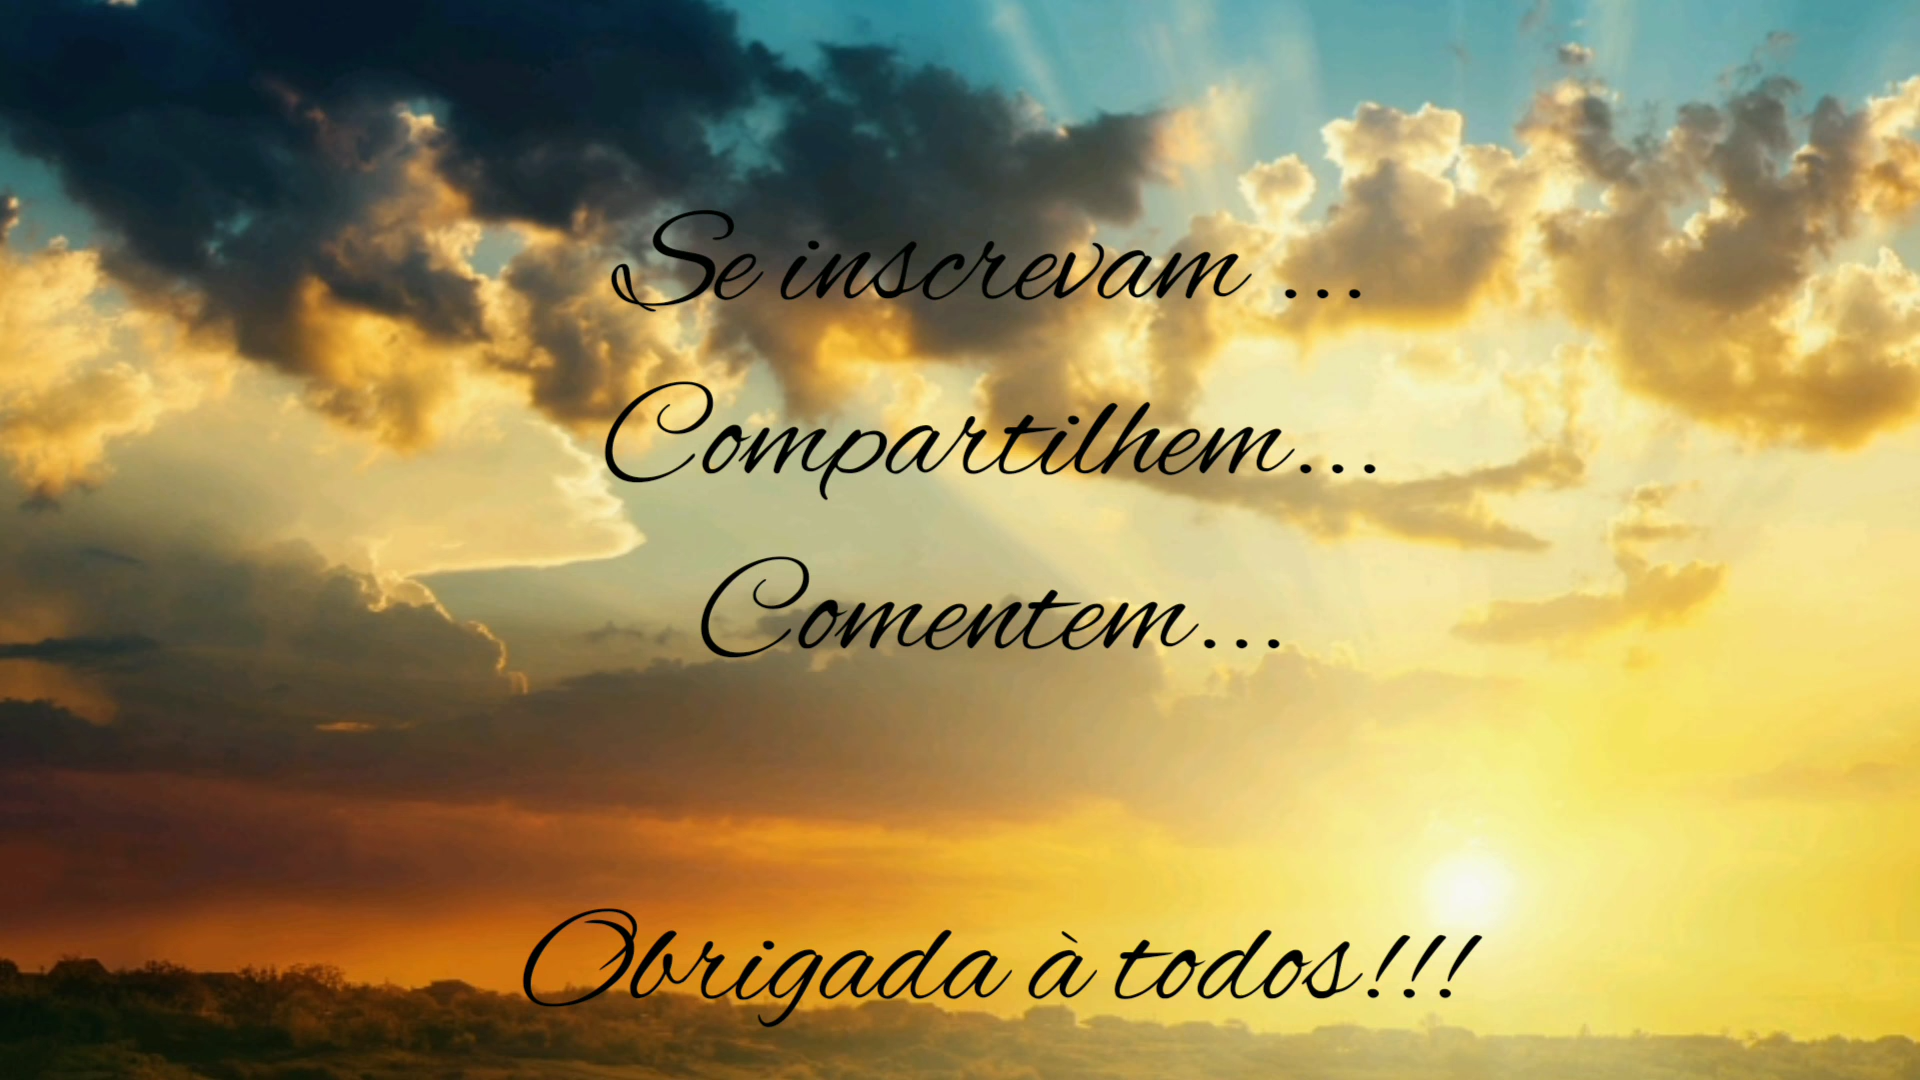 Se inscrevam ...
Compartilhem...
Comentem...
Obrigada à todos!!!